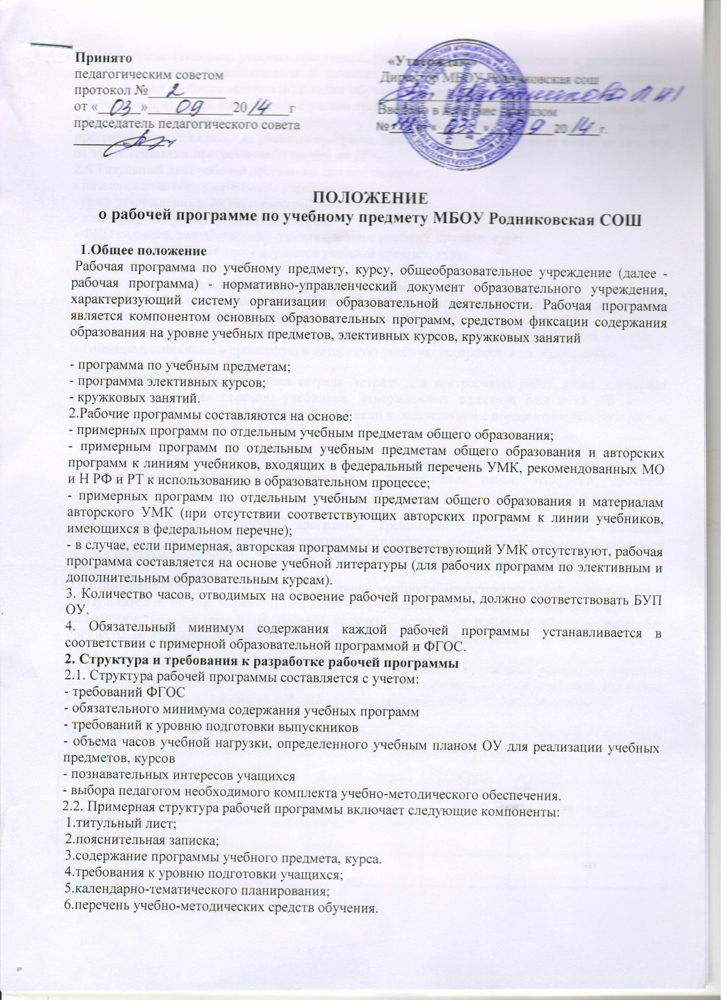 Принято
педагогическим советом
протокол № 2
от « 03 » 09 2014 г
председатель педагогического совета
«Утверждаю»
Директор МБОУ Родниковская сош
Введено в действие приказом
№ от « 03 » 09 2014 г.
ПОЛОЖЕНИЕ
о рабочей программе по учебному предмету МБОУ Родниковская СОШ
1.Общее положение
Рабочая программа по учебному предмету, курсу, общеобразовательное учреждение (далее -
рабочая программа) - нормативно-управленческий документ образовательного учреждения,
характеризующий систему организации образовательной деятельности. Рабочая программа
является компонентом основных образовательных программ, средством фиксации содержания
образования на уровне учебных предметов, элективных курсов, кружковых занятий
- программа по учебным предметам;
- программа элективных курсов;
- кружковых занятий.
2.Рабочие программы составляются на основе:
- примерных программ по отдельным учебным предметам общего образования;
- примерным программ по отдельным учебным предметам общего образования и авторских
программ к линиям учебников, входящих в федеральный перечень УМК, рекомендованных МО
и Н РФ и РТ к использованию в образовательном процессе;
- примерных программ по отдельным учебным предметам общего образования и материалам
авторского УМК (при отсутствии соответствующих авторских программ к линии учебников,
имеющихся в федеральном перечне);
- в случае, если примерная, авторская программы и соответствующий УМК отсутствуют, рабочая
программа составляется на основе учебной литературы (для рабочих программ по элективным и
дополнительным образовательным курсам).
3. Количество часов, отводимых на освоение рабочей программы, должно соответствовать БУП
ОУ.
4. Обязательный минимум содержания каждой рабочей программы устанавливается в
соответствии с примерной образовательной программой и ФГОС.
2. Структура и требования к разработке рабочей программы
2.1. Структура рабочей программы составляется с учетом:
- требований ФГОС
- обязательного минимума содержания учебных программ
- требований к уровню подготовки выпускников
- объема часов учебной нагрузки, определенного учебным планом ОУ для реализации учебных
предметов, курсов
- познавательных интересов учащихся
- выбора педагогом необходимого комплекта учебно-методического обеспечения.
2.2. Примерная структура рабочей программы включает следующие компоненты:
1.титульный лист;
2.пояснительная записка;
3.содержание программы учебного предмета, курса.
4.требования к уровню подготовки учащихся;
5.календарно-тематического планирования;
6.перечень учебно-методических средств обучения.